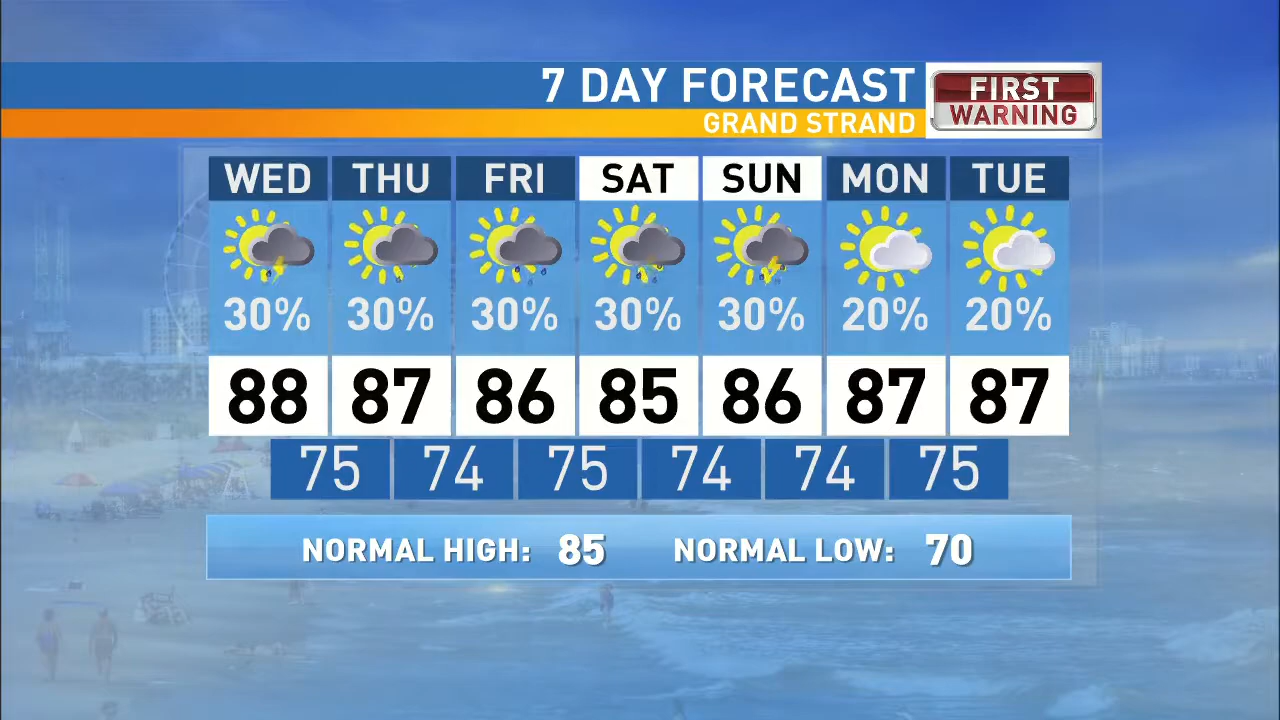 7 DAY FORECAST
GRAND STRAND
FIRST
WARNING
WED THU FRI SAT SUN MON TUE
30% 30% 30% 30% 30% 20% 20%
88 87 86 85 86 87 87
75 74 75 74 74 75
NORMAL HIGH: 85 NORMAL LOW: 70